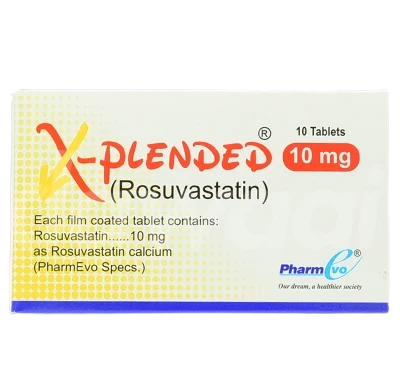 X-PLENDED®
10 Tablets
10 mg
(Rosuvastatin)
Each film coated tablet contains:
Rosuvastatin......10 mg
as Rosuvastatin calcium
(PharmEvo Specs.)
PharmEvo®
Our dream, a healthier society